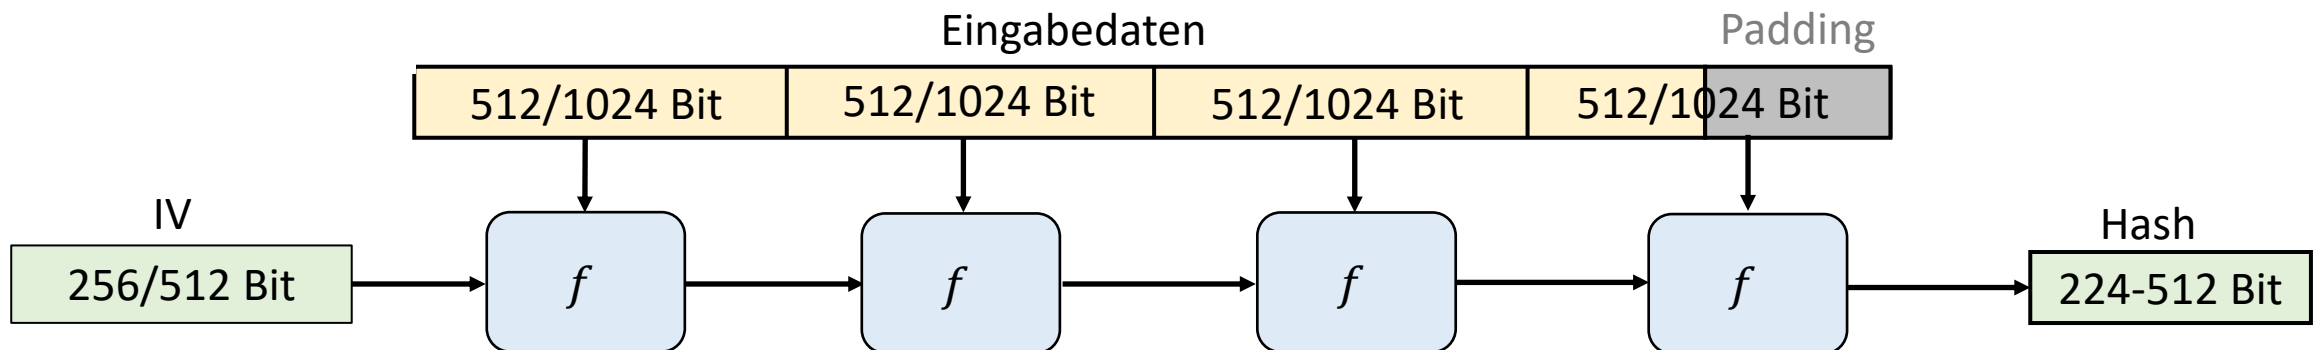 Eingabedaten
Padding
512/1024 Bit
512/1024 Bit
512/1024 Bit
512/1024 Bit
IV
256/512 Bit
f
f
f
f
Hash
224-512 Bit